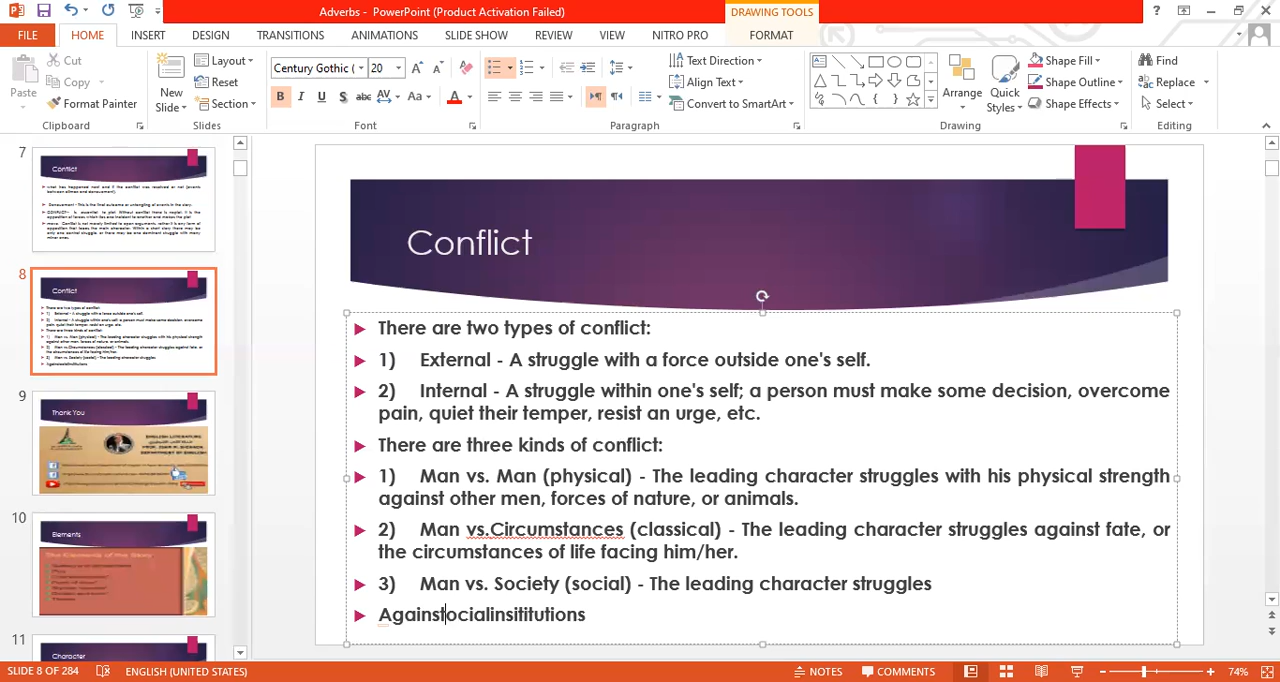 Adverbs - PowerPoint (Product Activation Failed)
DRAWING TOOLS
FILE HOME INSERT DESIGN TRANSITIONS ANIMATIONS SLIDE SHOW REVIEW VIEW NITRO PRO FORMAT
Cut
Copy
Format Painter
Paste
Clipboard
New Slide
Layout
Reset
Section
Slides
Century Gothic ( 20
B I U S abc AV Aa A
Font
Text Direction
Align Text
Convert to SmartArt
Paragraph
Arrange
Quick Styles
Shape Fill
Shape Outline
Shape Effects
Drawing
Find
Replace
Select
Editing
7
Conflict
8
Conflict
9
Thank You
10
Elements
11
Character
Conflict
There are two types of conflict:
1) External - A struggle with a force outside one's self.
2) Internal - A struggle within one's self; a person must make some decision, overcome
pain, quiet their temper, resist an urge, etc.
There are three kinds of conflict:
1) Man vs. Man (physical) - The leading character struggles with his physical strength
against other men, forces of nature, or animals.
2) Man vs.Circumstances (classical) - The leading character struggles against fate, or
the circumstances of life facing him/her.
3) Man vs. Society (social) - The leading character struggles
Againstocialinsititutions
SLIDE 8 OF 284 ENGLISH (UNITED STATES) NOTES COMMENTS 74%